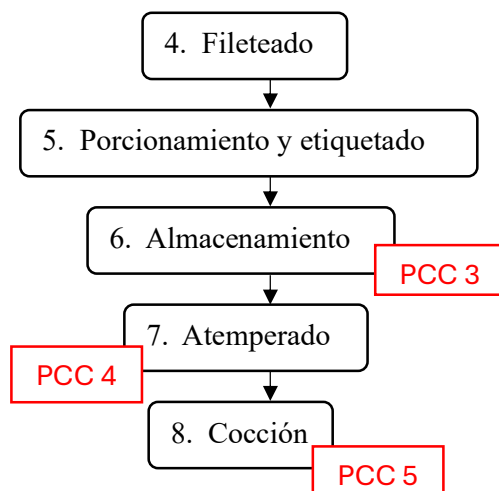 4. Fileteado
5. Porcionamiento y etiquetado
6. Almacenamiento
PCC 3
7. Atemperado
PCC 4
8. Cocción
PCC 5